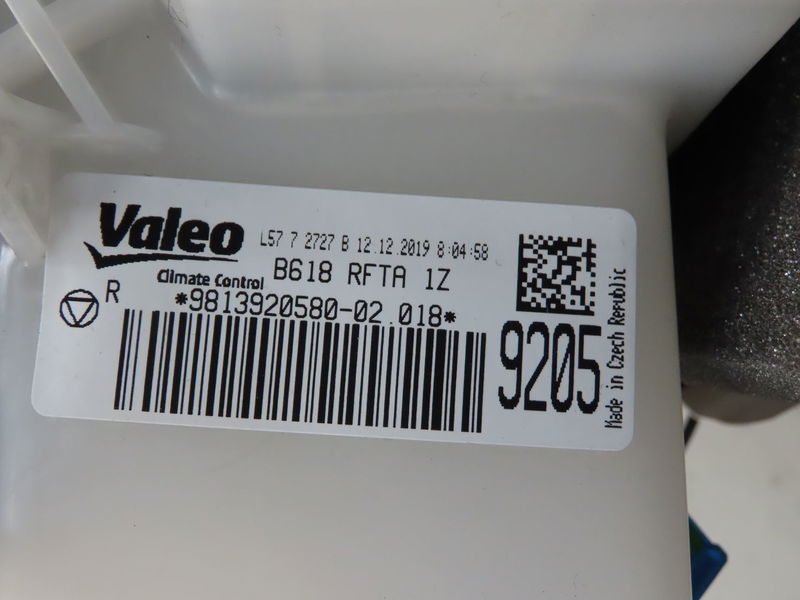 Valeo
L57 7 2727 B 12.12.2019 8:04:58
Climate Control
B618 RFTA 1Z
R
*9813920580-02.018*
9205
Made in Czech Republic